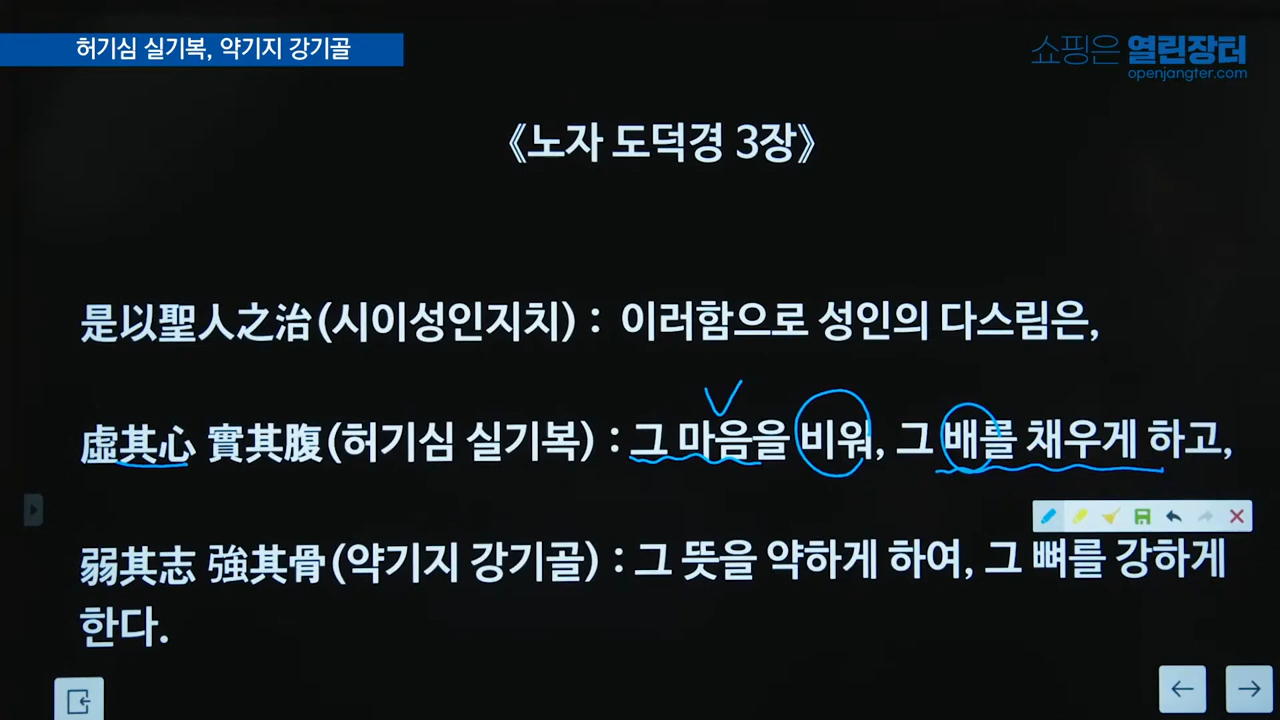 허기심 실기복, 약기지 강기골
쇼핑은 열린장터
openjangter.com
《노자 도덕경 3장》
是以聖人之治(시이성인지치) : 이러함으로 성인의 다스림은,
虛其心 實其腹(허기심 실기복) : 그 마음을 비워, 그 배를 채우게 하고,
弱其志 強其骨(약기지 강기골) : 그 뜻을 약하게 하여, 그 뼈를 강하게
한다.